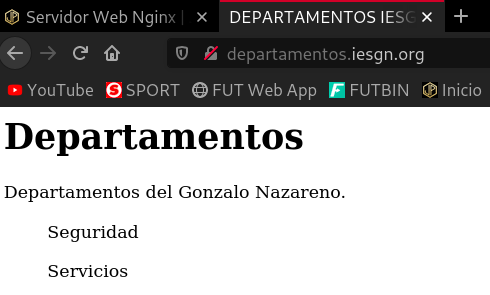 Servidor Web Nginx |
DEPARTAMENTOS IESG
departamentos.iesgn.org
YouTube SPORT FUT Web App FUTBIN Inicio
Departamentos
Departamentos del Gonzalo Nazareno.
Seguridad
Servicios